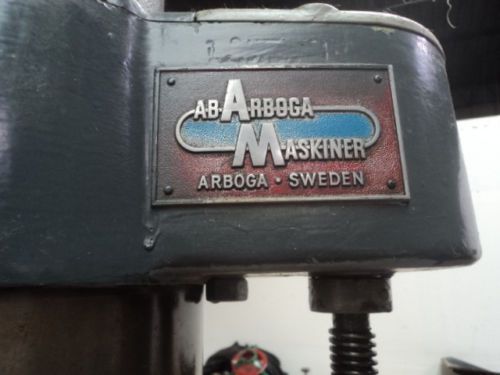 AB. ARBOGA
MASKINER
ARBOGA · SWEDEN